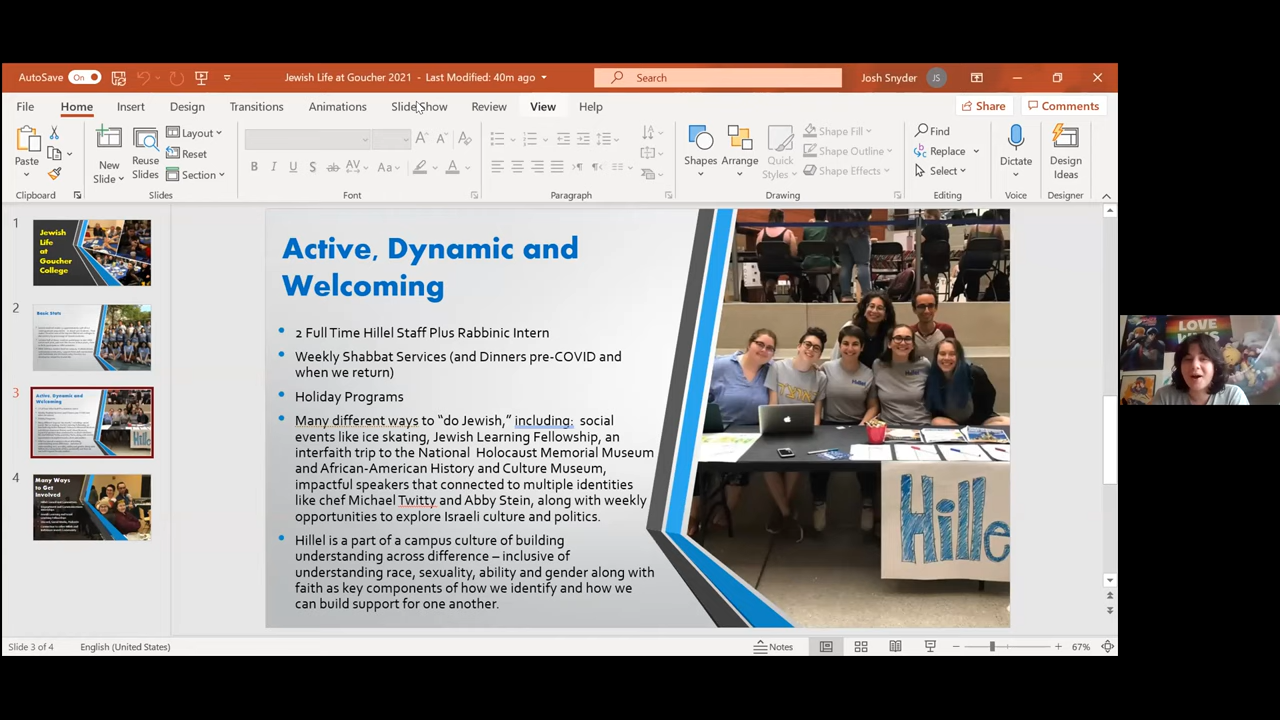 AutoSave On Jewish Life at Goucher 2021 - Last Modified: 40m ago Search Josh Snyder JS
File Home Insert Design Transitions Animations Slide Show Review View Help Share Comments
Paste
New Slide
Reuse Slides
Layout
Reset
Section
B I U S ab AV Aa A
Shapes
Arrange
Quick Styles
Shape Fill
Shape Outline
Shape Effects
Find
Replace
Select
Dictate
Design Ideas
Clipboard Slides Font Paragraph Drawing Editing Voice Designer
1
Jewish
Life
at
Goucher
College
2
Basic Stats
3
Active, Dynamic and
Welcoming
Hille
4
Many Ways
to Get
Involved
Active, Dynamic and
Welcoming
• 2 Full Time Hillel Staff Plus Rabbinic Intern
• Weekly Shabbat Services (and Dinners pre-COVID and
when we return)
• Holiday Programs
• Many different ways to “do Jewish,” including: social
events like ice skating, Jewish Learning Fellowship, an
interfaith trip to the National Holocaust Memorial Museum
and African-American History and Culture Museum,
impactful speakers that connected to multiple identities
like chef Michael Twitty and Abby Stein, along with weekly
opportunities to explore Israeli culture and politics.
• Hillel is a part of a campus culture of building
understanding across difference – inclusive of
understanding race, sexuality, ability and gender along with
faith as key components of how we identify and how we
can build support for one another.
Hille
LOVE
Slide 3 of 4 English (United States) Notes 67%